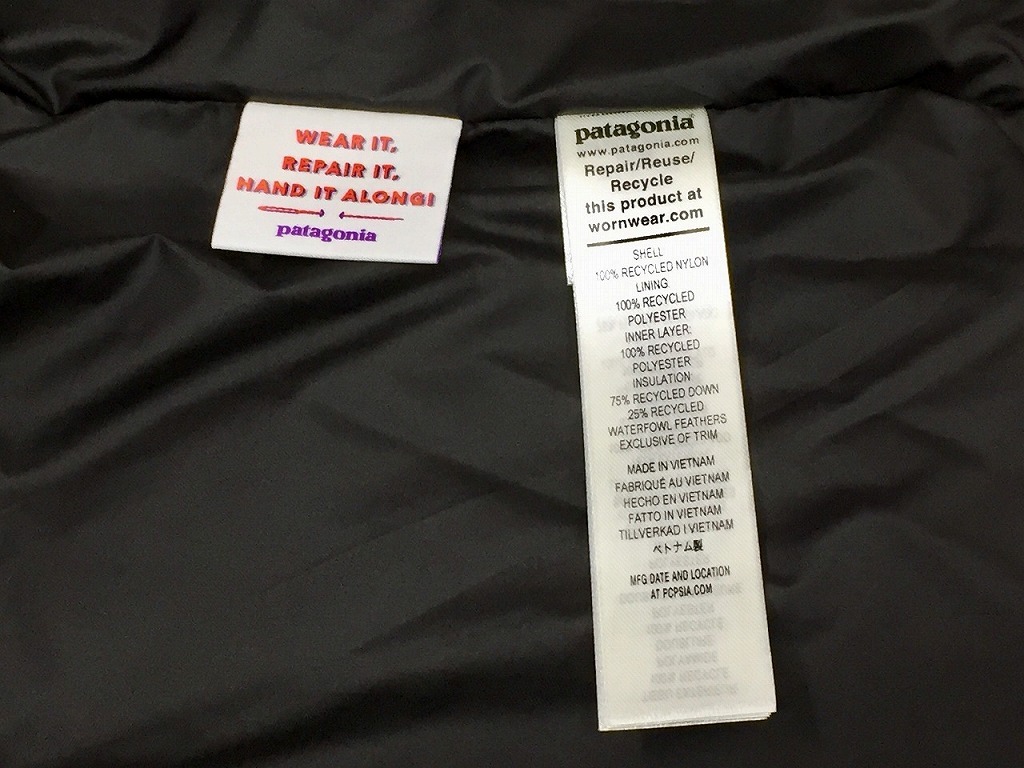 WEAR IT.
REPAIR IT.
HAND IT ALONG!
patagonia
patagonia®
www.patagonia.com
Repair/Reuse/
Recycle
this product at
wornwear.com
SHELL
100% RECYCLED NYLON
LINING:
100% RECYCLED
POLYESTER
INNER LAYER:
100% RECYCLED
POLYESTER
INSULATION
75% RECYCLED DOWN
25% RECYCLED
WATERFOWL FEATHERS
EXCLUSIVE OF TRIM
MADE IN VIETNAM
FABRIQUÉ AU VIETNAM
HECHO EN VIETNAM
FATTO IN VIETNAM
TILLVERKAD I VIETNAM
ベトナム製
MFG DATE AND LOCATION
AT PCPSIA.COM